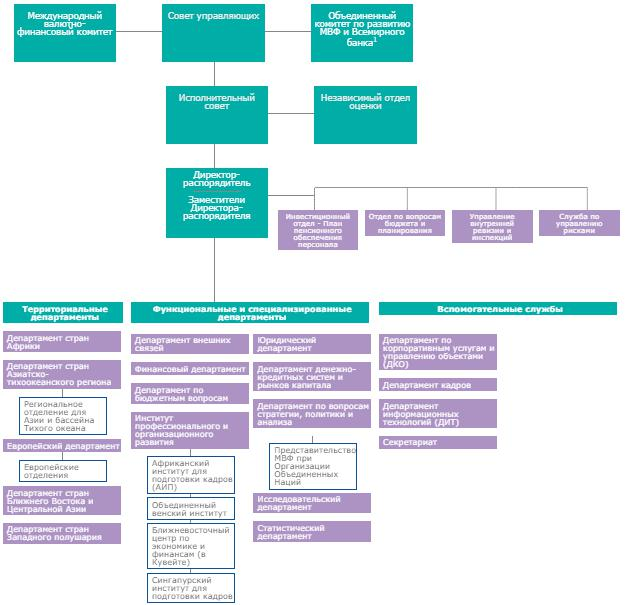 Международный
валютно-
финансовый комитет
Совет управляющих
Объединенный
комитет по развитию
МВФ и Всемирного
банка1
Исполнительный
совет
Независимый отдел
оценки
Директор-
распорядитель
Заместители
Директора-
распорядителя
Инвестиционный
отдел - План
пенсионного
обеспечения
персонала
Отдел по вопросам
бюджета и
планирования
Управление
внутренней
ревизии и
инспекций
Служба по
управлению
рисками
Территориальные
департаменты
Департамент стран
Африки
Департамент стран
Азиатско-
тихоокеанского региона
Региональное
отделение для
Азии и бассейна
Тихого океана
Европейский департамент
Европейские
отделения
Департамент стран
Ближнего Востока и
Центральной Азии
Департамент стран
Западного полушария
Функциональные и специализированные
департаменты
Департамент внешних
связей
Финансовый департамент
Департамент по
бюджетным вопросам
Институт
профессионального и
организационного
развития
Африканский
институт для
подготовки кадров
(АИП)
Объединенный
венский институт
Ближневосточный
центр по
экономике и
финансам (в
Кувейте)
Сингапурский
институт для
подготовки кадров
Юридический
департамент
Департамент денежно-
кредитных систем и
рынков капитала
Департамент по вопросам
стратегии, политики и
анализа
Представительство
МВФ при
Организации
Объединенных
Наций
Исследовательский
департамент
Статистический
департамент
Вспомогательные службы
Департамент по
корпоративным услугам и
управлению объектами
(ДКО)
Департамент кадров
Департамент
информационных
технологий (ДИТ)
Секретариат